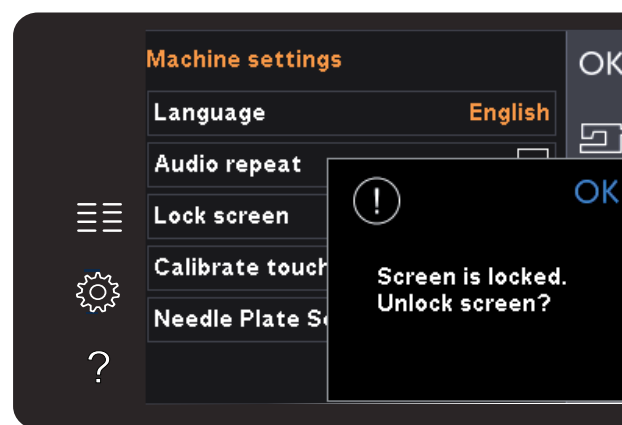 Machine settings
OK
Language English
Audio repeat
Lock screen
OK
Calibrate touch
Screen is locked.
Unlock screen?
Needle Plate
?